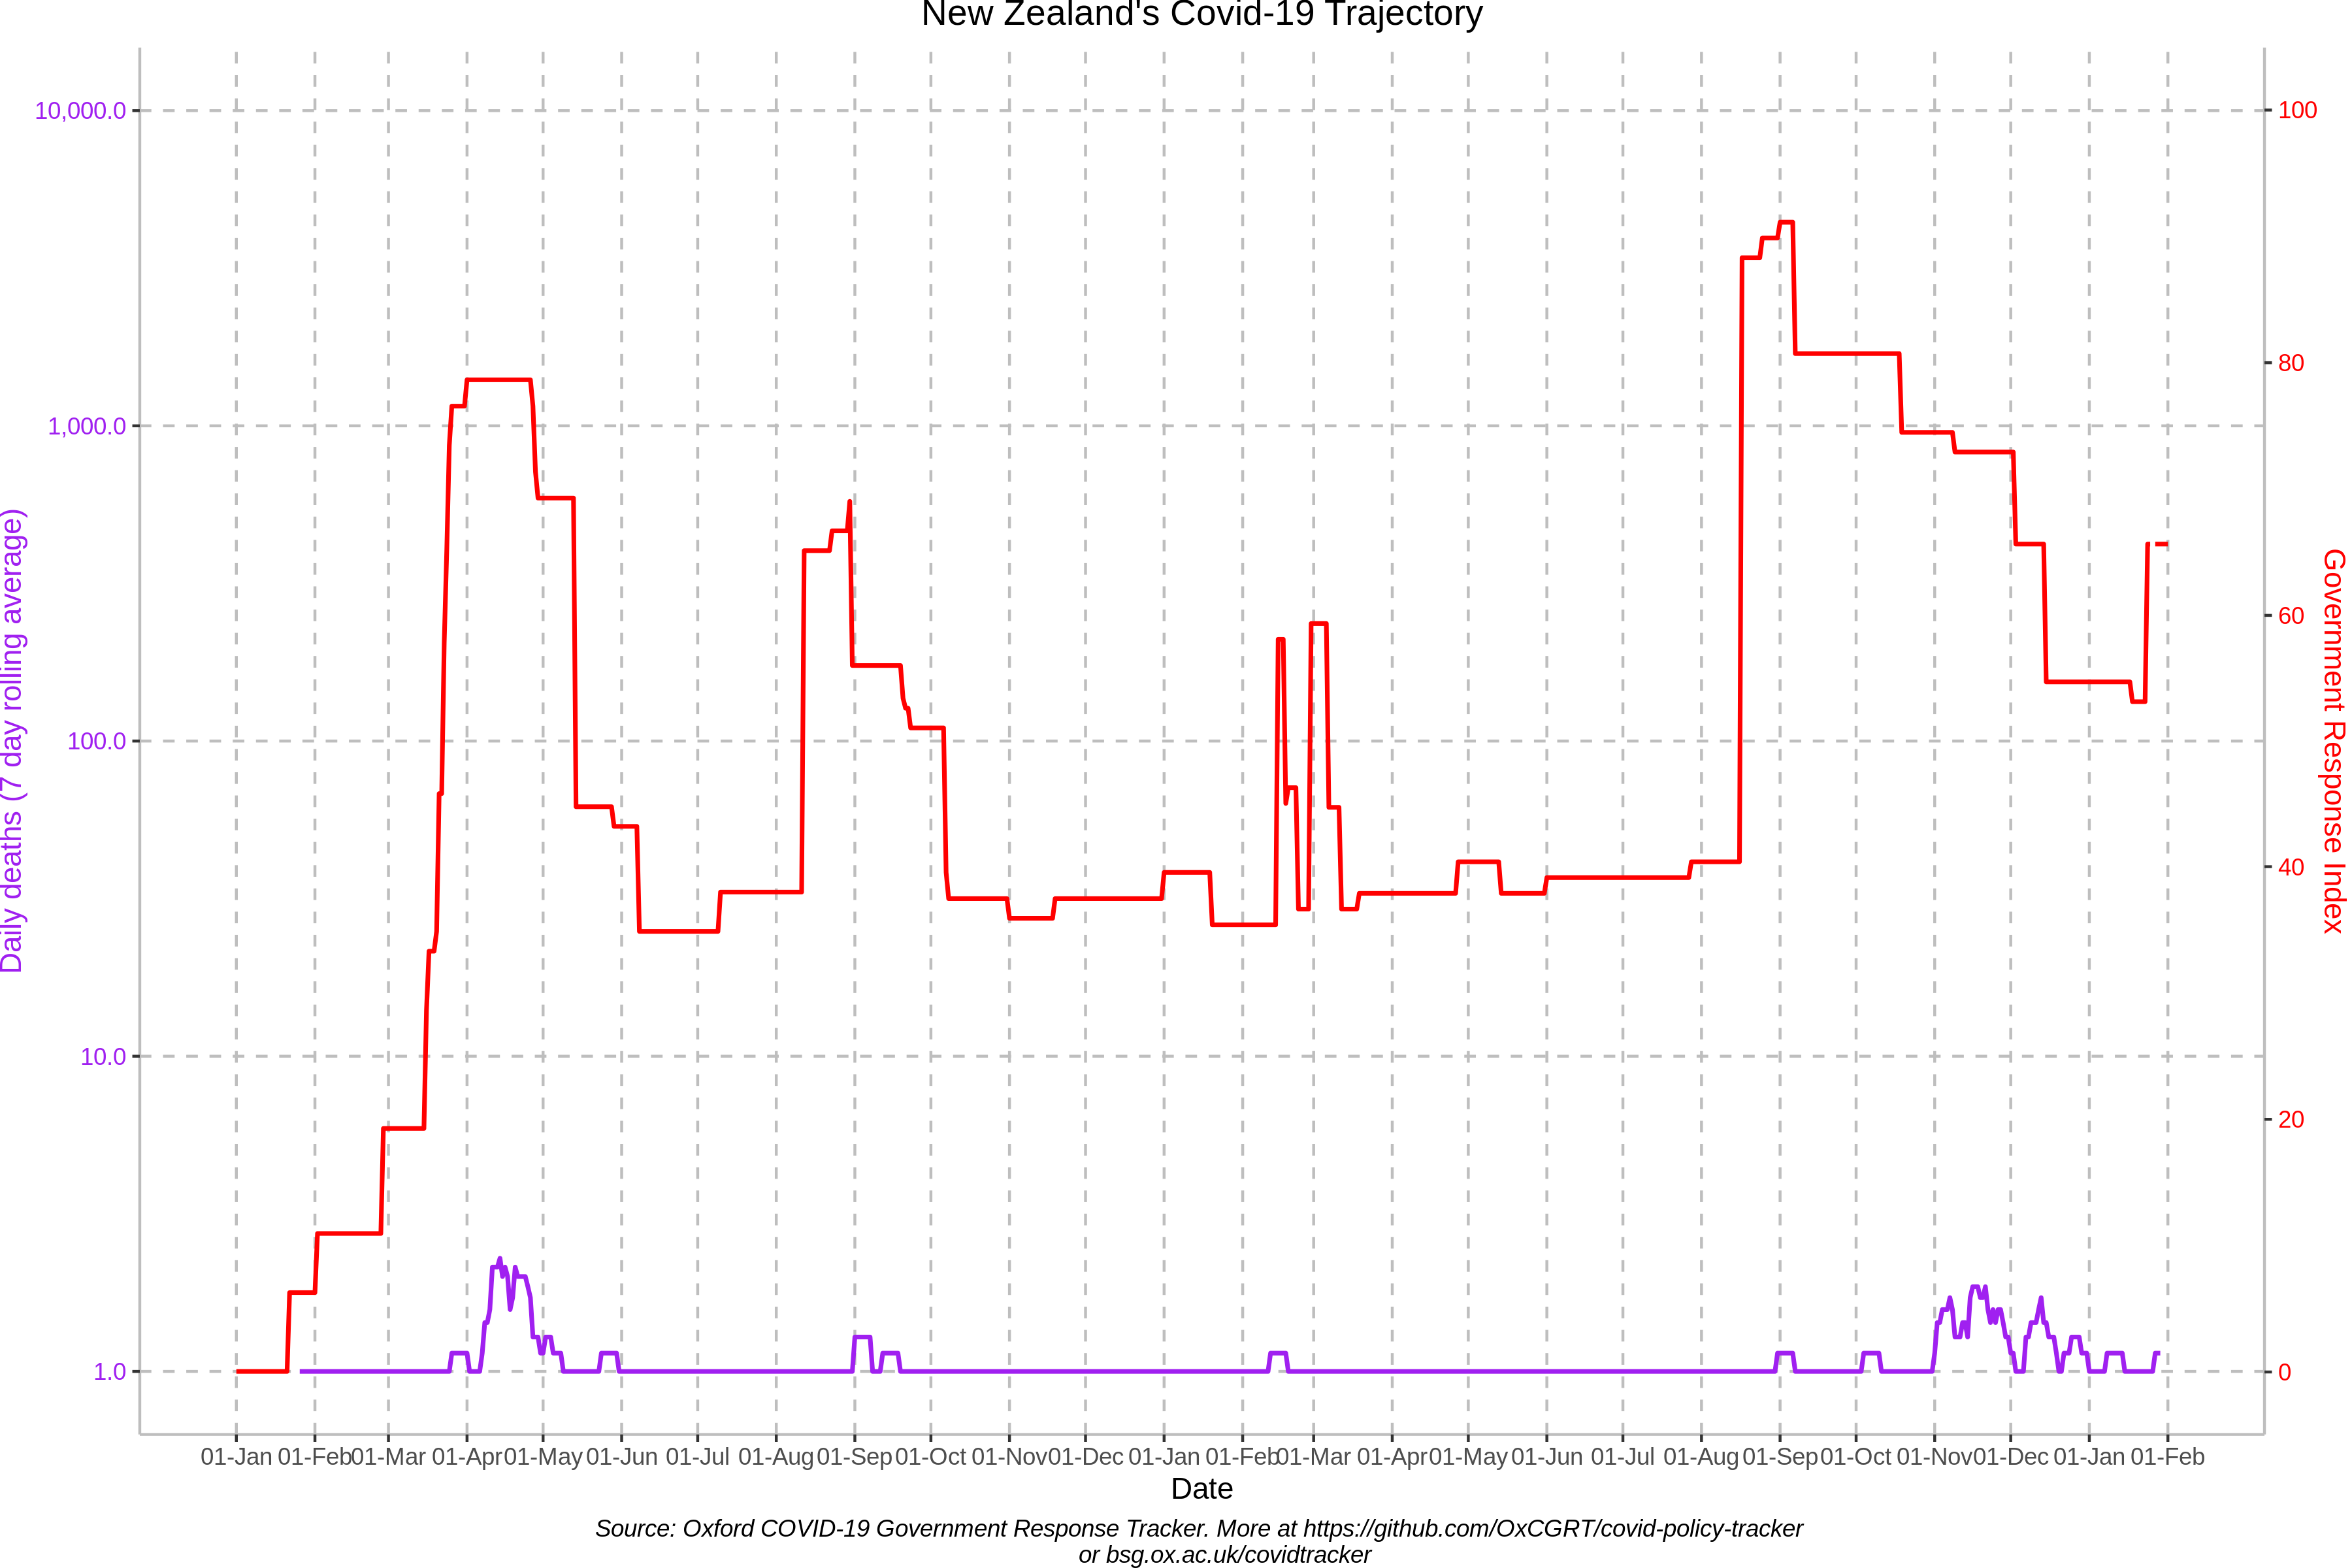 New Zealand's Covid-19 Trajectory
10,000.0
1,000.0
100.0
10.0
1.0
Daily deaths (7 day rolling average)
100
80
60
40
20
0
Government Response Index
01-Jan 01-Feb 01-Mar 01-Apr 01-May 01-Jun 01-Jul 01-Aug 01-Sep 01-Oct 01-Nov 01-Dec 01-Jan 01-Feb 01-Mar 01-Apr 01-May 01-Jun 01-Jul 01-Aug 01-Sep 01-Oct 01-Nov 01-Dec 01-Jan 01-Feb
Date
Source: Oxford COVID-19 Government Response Tracker. More at https://github.com/OxCGRT/covid-policy-tracker
or bsg.ox.ac.uk/covidtracker